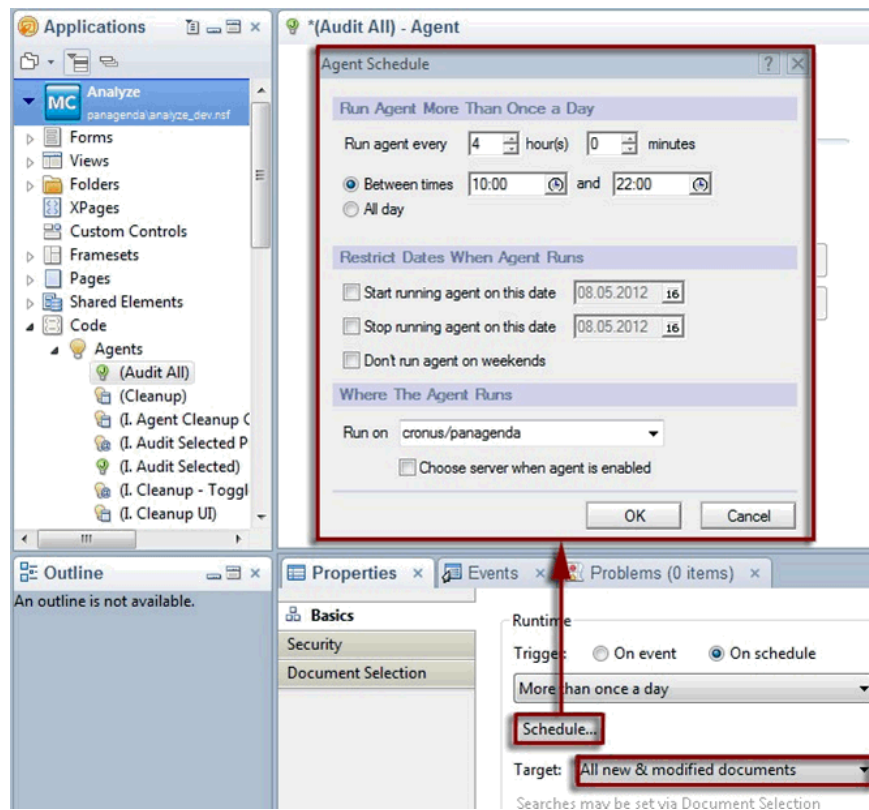 Applications
MC
Analyze
panagenda\analyze_dev.nsf
Forms
Views
Folders
XPages
Custom Controls
Framesets
Pages
Shared Elements
Code
Agents
(Audit All)
(Cleanup)
(I. Agent Cleanup C
(I. Audit Selected P
(I. Audit Selected)
(I. Cleanup - Toggl
(I. Cleanup UI)
*(Audit All) - Agent
Agent Schedule
Run Agent More Than Once a Day
Run agent every 4 hour(s) 0 minutes
Between times 10:00 and 22:00
All day
Restrict Dates When Agent Runs
Start running agent on this date 08.05.2012 16
Stop running agent on this date 08.05.2012 16
Don't run agent on weekends
Where The Agent Runs
Run on cronus/panagenda
Choose server when agent is enabled
OK Cancel
Outline
An outline is not available.
Properties Events Problems (0 items)
Basics
Security
Document Selection
Runtime
Trigger: On event On schedule
More than once a day
Schedule...
Target: All new & modified documents
Searches may be set via Document Selection